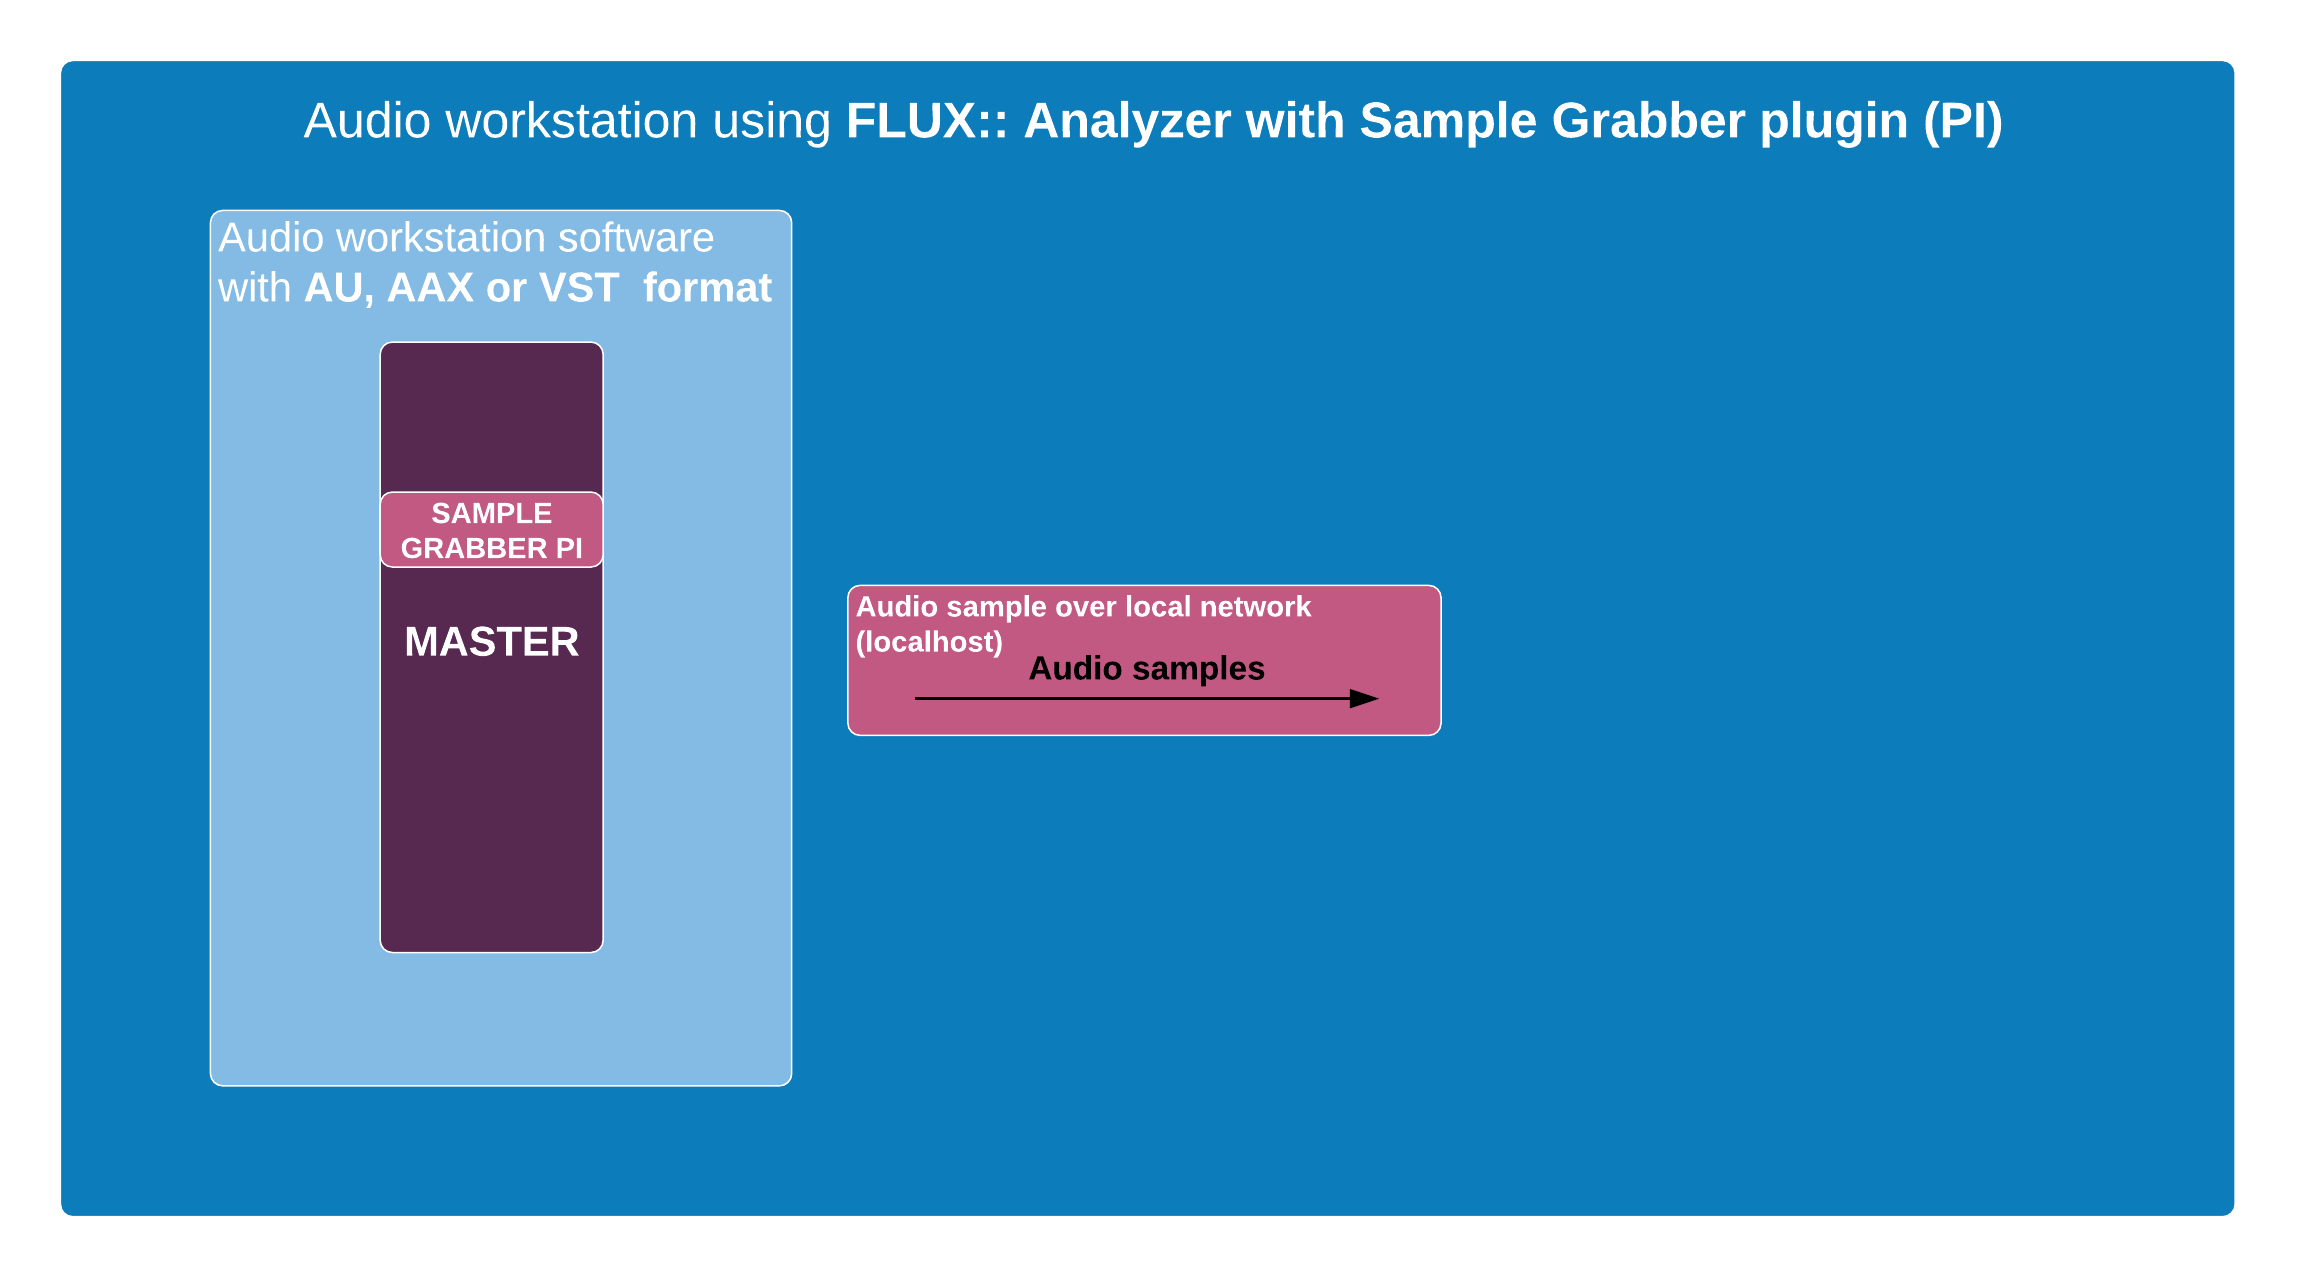 Audio workstation using FLUX:: Analyzer with Sample Grabber plugin (PI)
Audio workstation software
with AU, AAX or VST  format
SAMPLE
GRABBER PI
MASTER
Audio sample over local network
(localhost)
Audio samples